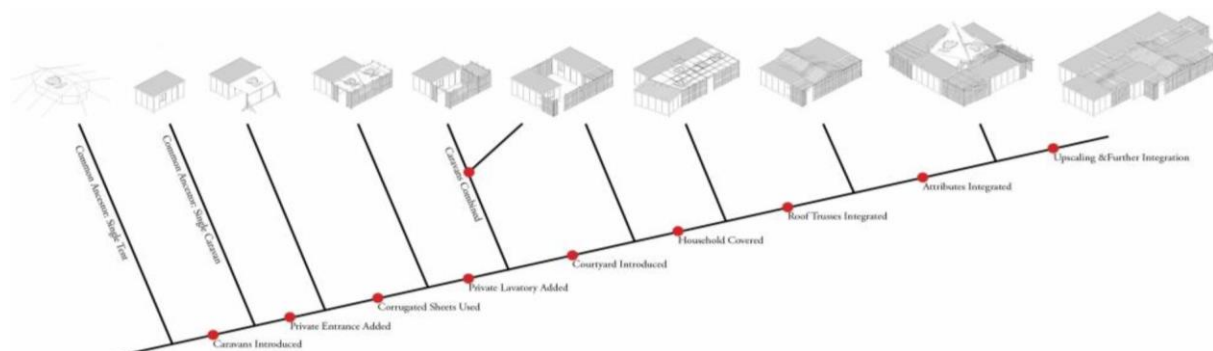 Common Ancestor: Single Tent
Common Ancestor: Single Caravan
Caravans Combined
Upscaling &Further Integration
Attributes Integrated
Roof Trusses Integrated
Household Covered
Courtyard Introduced
Private Lavatory Added
Corrugated Sheets Used
Private Entrance Added
Caravans Introduced